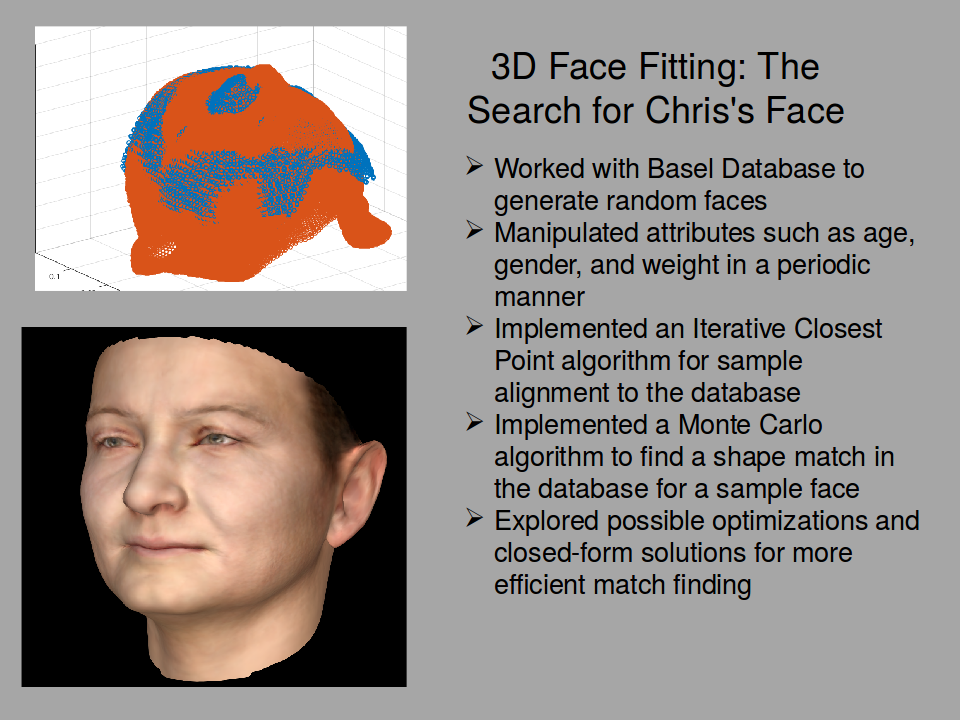 0.1
3D Face Fitting: The
Search for Chris's Face
➢ Worked with Basel Database to
generate random faces
➢ Manipulated attributes such as age,
gender, and weight in a periodic
manner
➢ Implemented an Iterative Closest
Point algorithm for sample
alignment to the database
➢ Implemented a Monte Carlo
algorithm to find a shape match in
the database for a sample face
➢ Explored possible optimizations and
closed-form solutions for more
efficient match finding